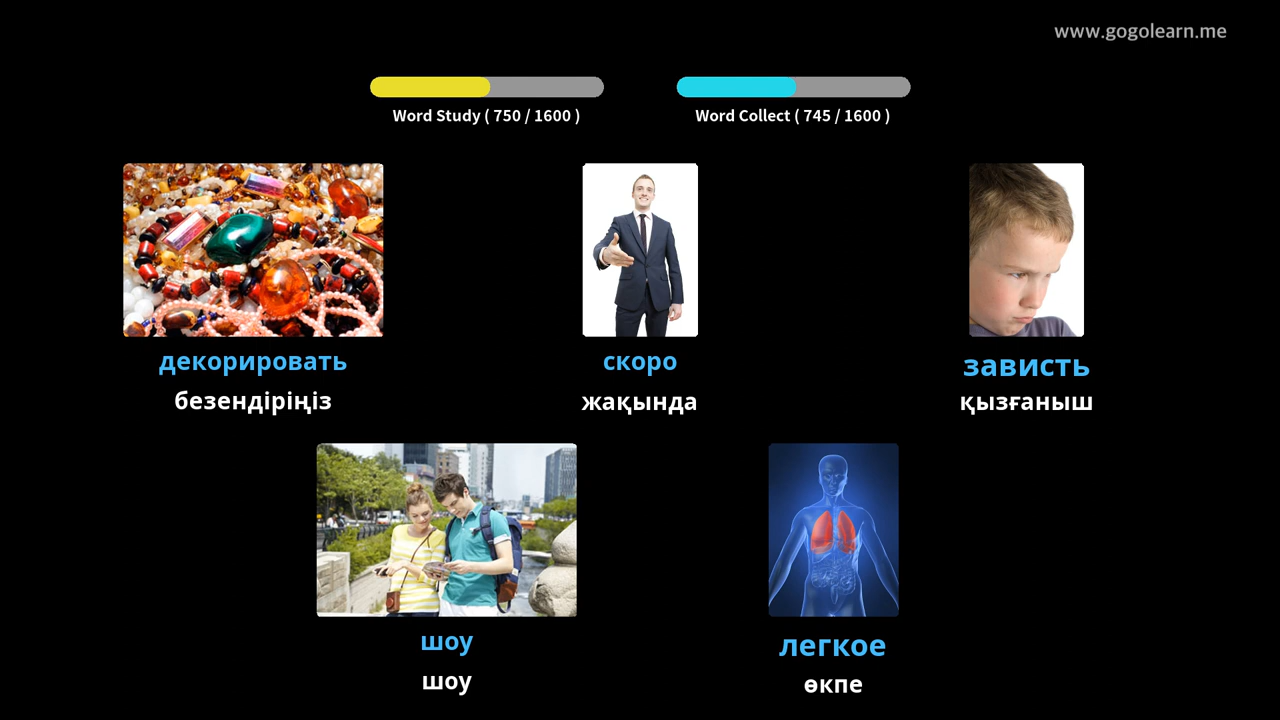 www.gogolearn.me
Word Study ( 750 / 1600 )
Word Collect ( 745 / 1600 )
декорировать
безендіріңіз
скоро
жақында
зависть
қызғаныш
шоу
шоу
легкое
өкпе